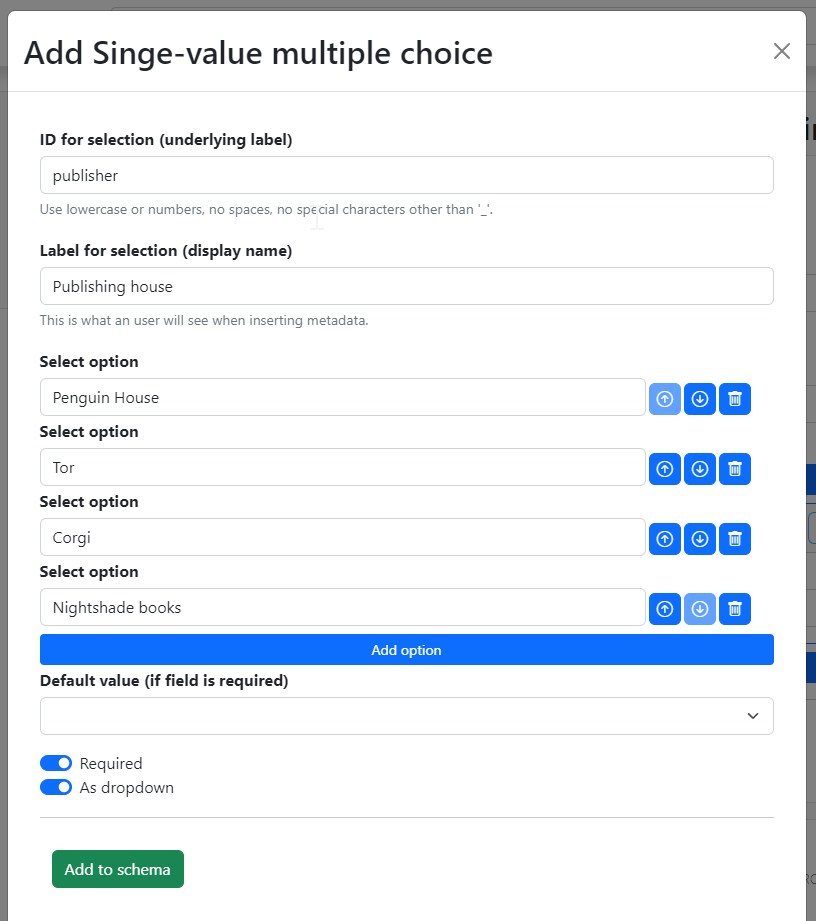 Add Singe-value multiple choice
ID for selection (underlying label)
publisher
Use lowercase or numbers, no spaces, no special characters other than '_'.
Label for selection (display name)
Publishing house
This is what an user will see when inserting metadata.
Select option
Penguin House
Select option
Tor
Select option
Corgi
Select option
Nightshade books
Add option
Default value (if field is required)
Required
As dropdown
Add to schema